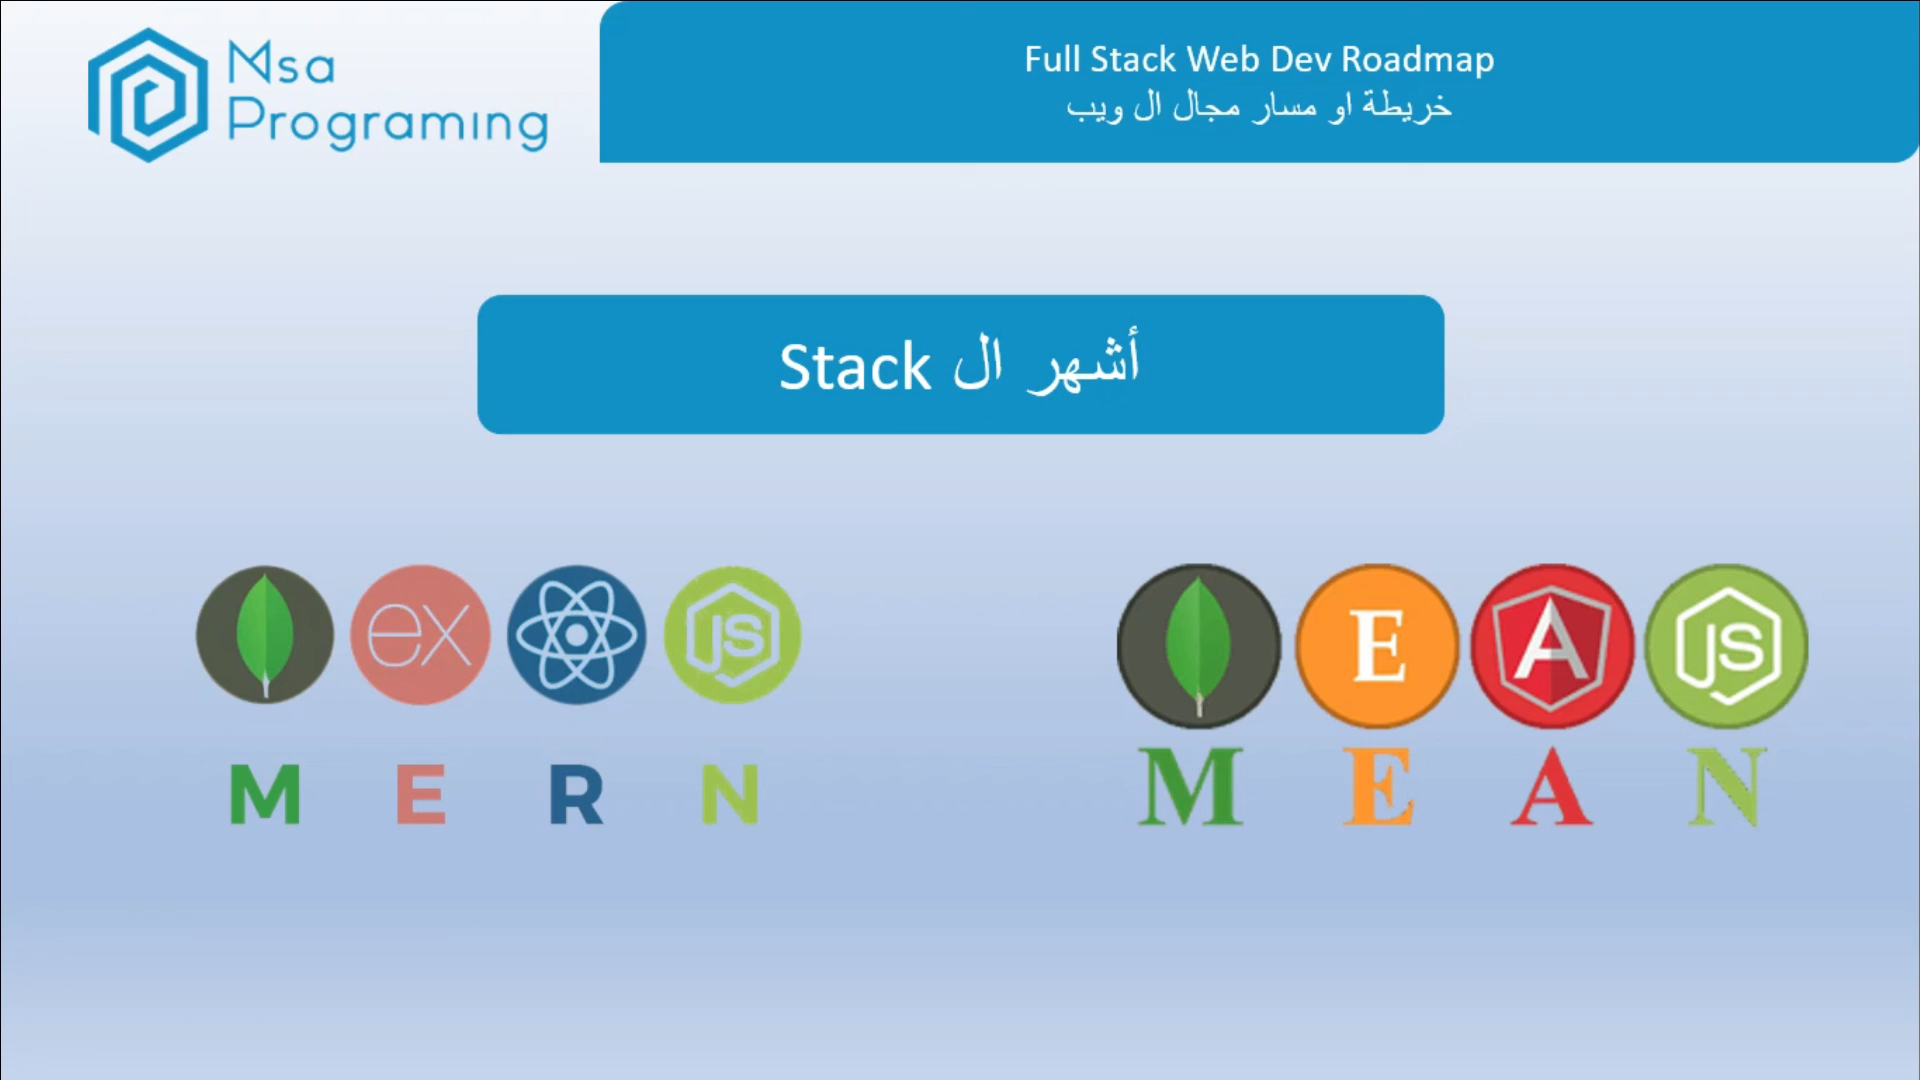 Msa
Programing
Full Stack Web Dev Roadmap
خريطة او مسار مجال ال ويب
أشهر ال Stack
ex
JS
E
A
JS
M E R N
M E A N